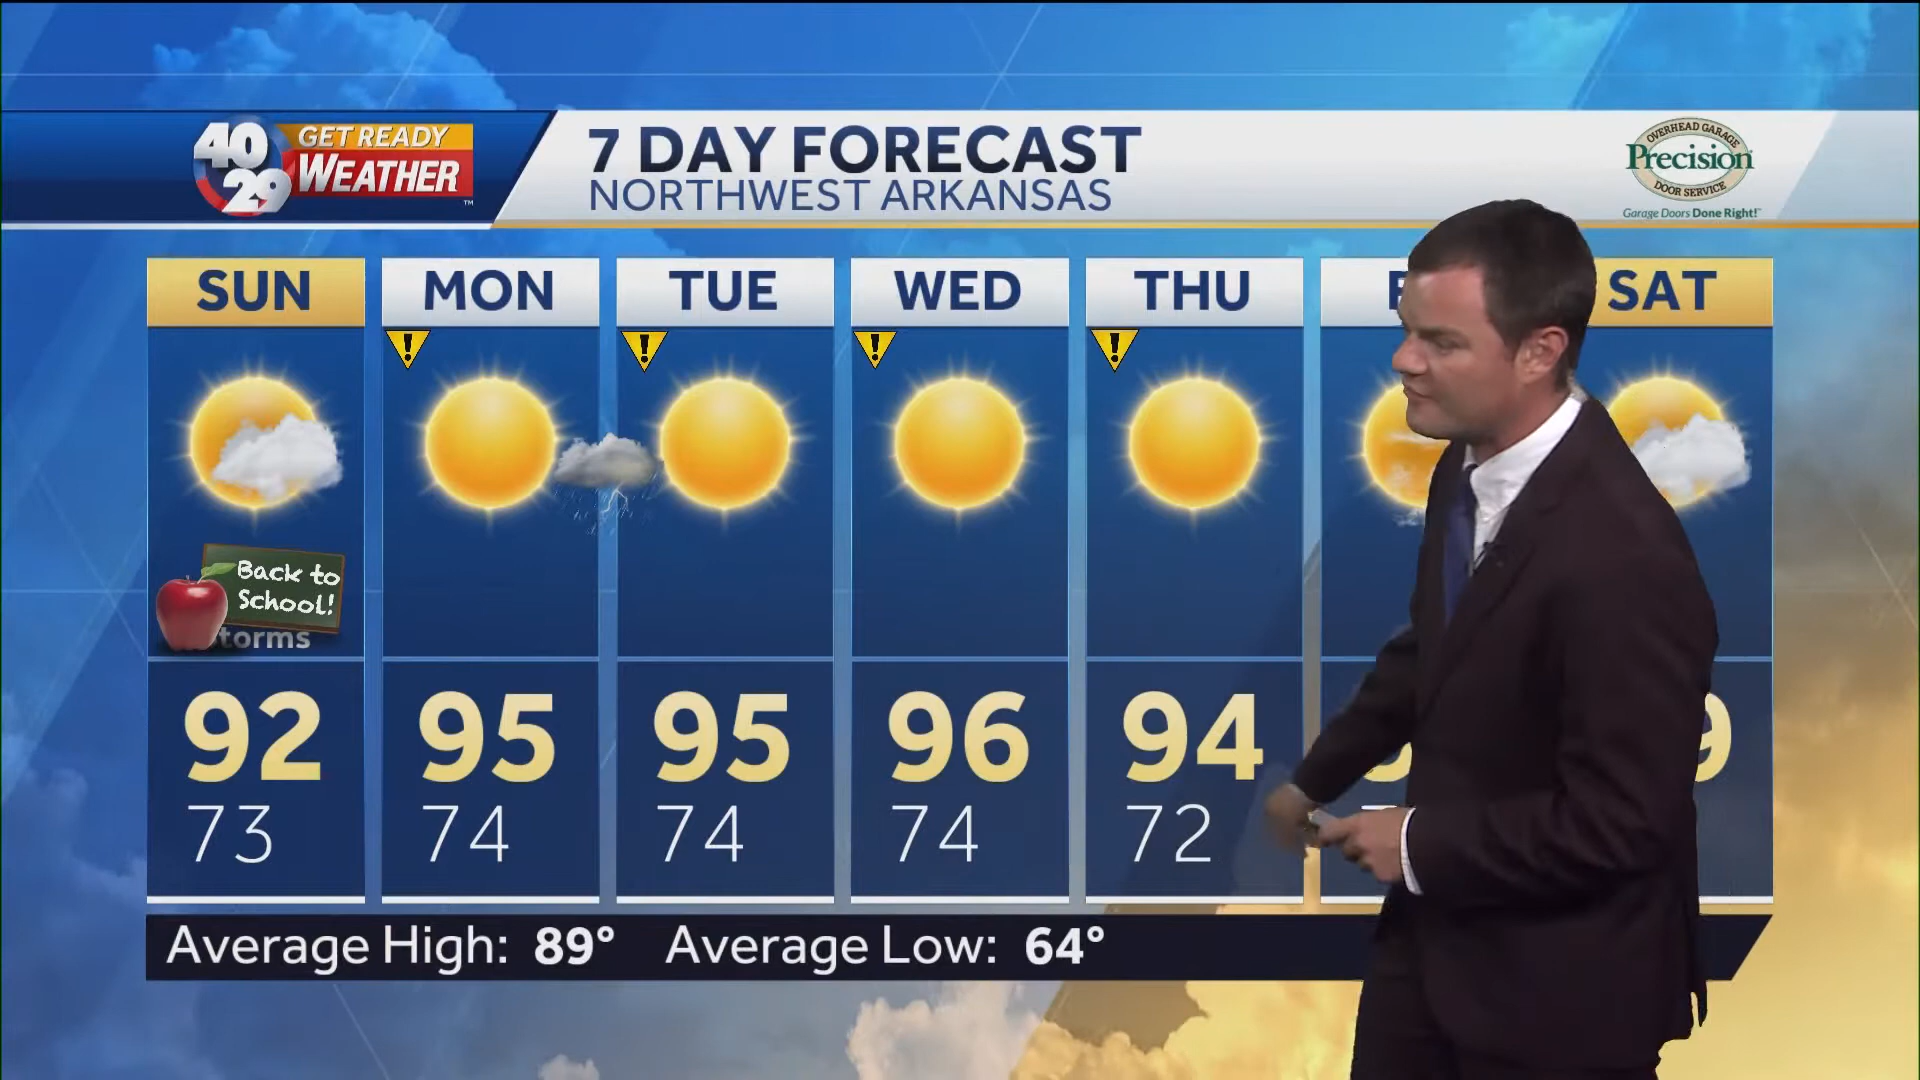 40
29
GET READY
WEATHER
™
7 DAY FORECAST
NORTHWEST ARKANSAS
OVERHEAD GARAGE
Precision
DOOR SERVICE
Garage Doors Done Right!
SUN
MON
TUE
WED
THU
SAT
!
!
!
!
Back to
School!
torms
92
95
95
96
94
73
74
74
74
72
Average High: 89° Average Low: 64°